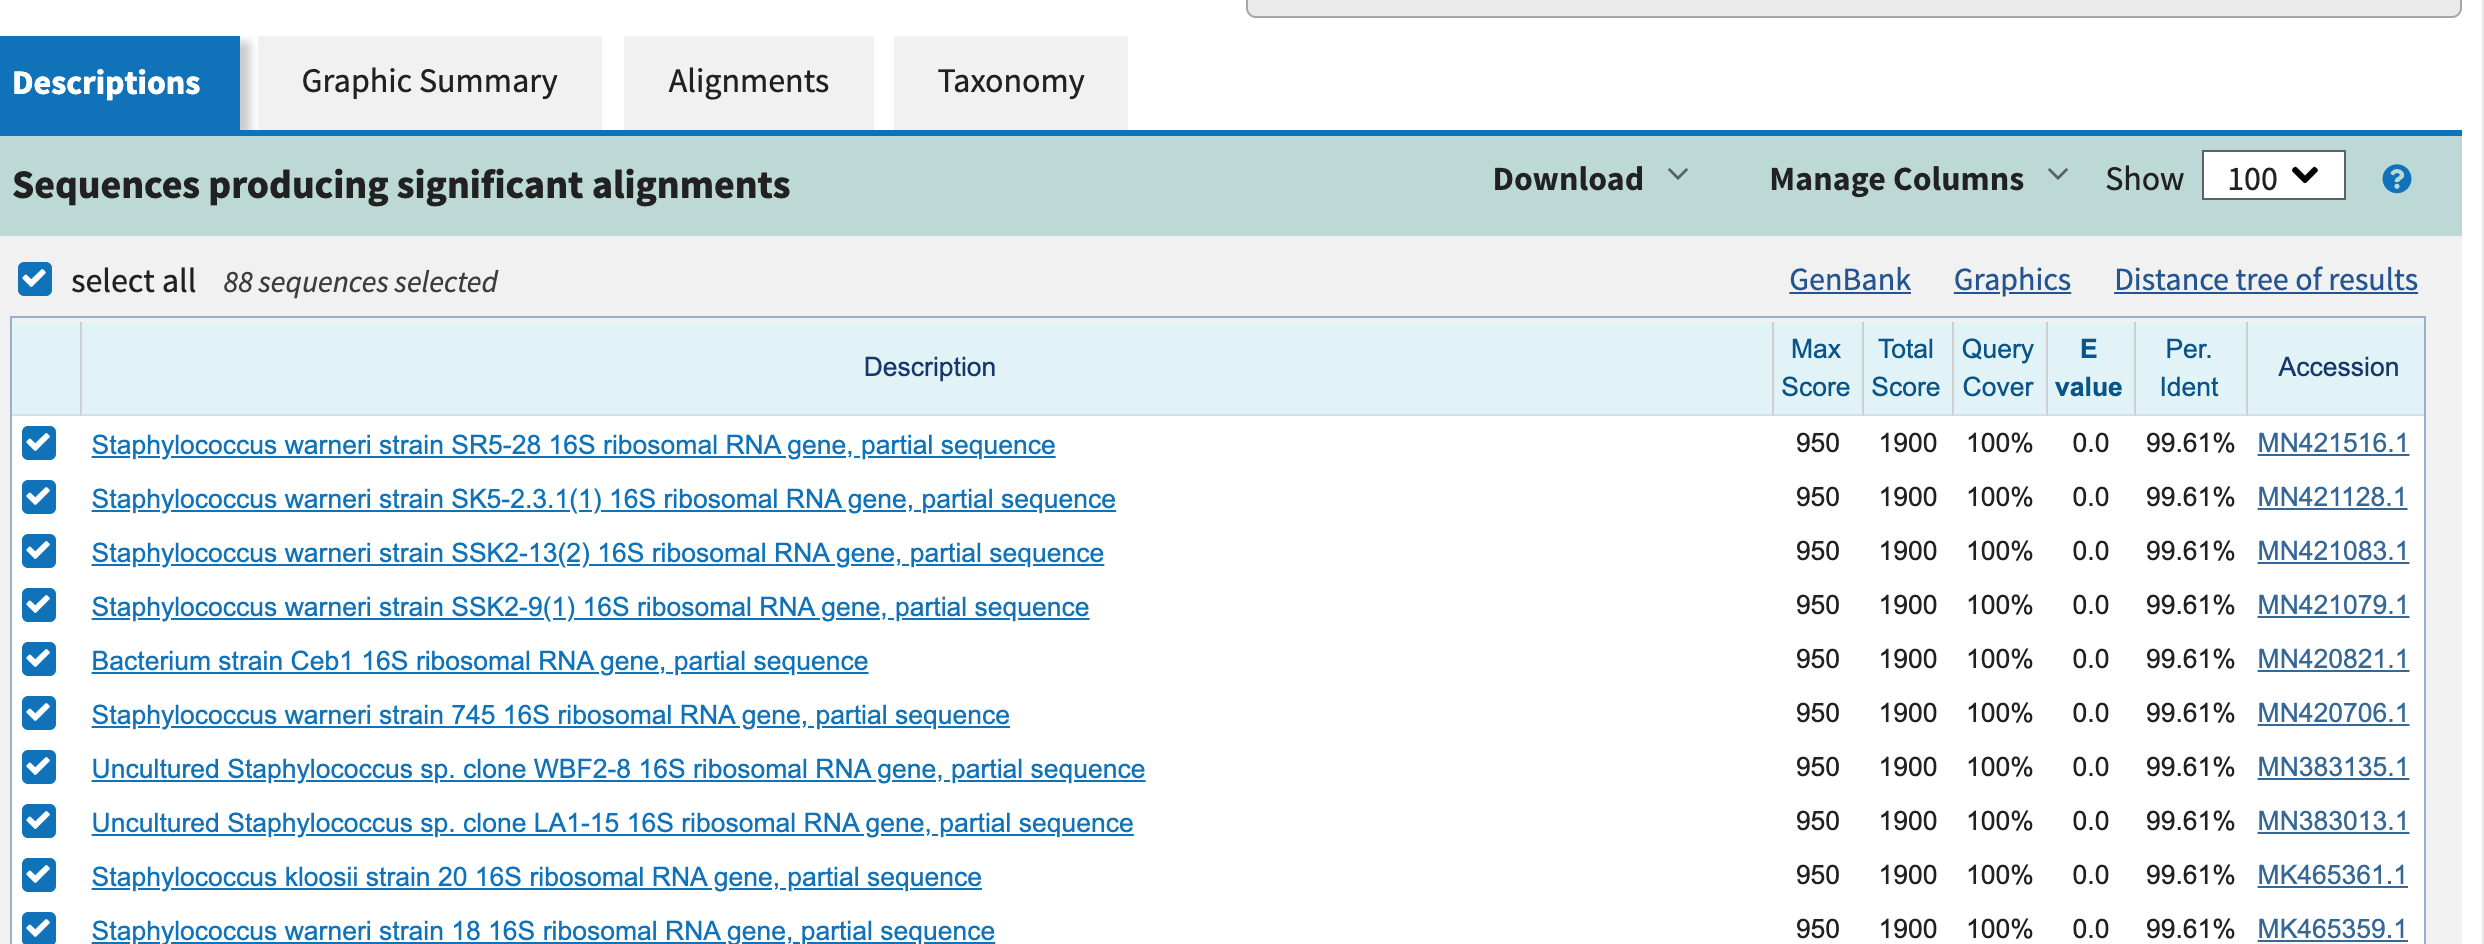 Descriptions Graphic Summary Alignments Taxonomy
Sequences producing significant alignments Download Manage Columns Show 100 ?
select all 88 sequences selected GenBank Graphics Distance tree of results
Description Max Score Total Score Query Cover E value Per. Ident Accession
Staphylococcus warneri strain SR5-28 16S ribosomal RNA gene, partial sequence 950 1900 100% 0.0 99.61% MN421516.1
Staphylococcus warneri strain SK5-2.3.1(1) 16S ribosomal RNA gene, partial sequence 950 1900 100% 0.0 99.61% MN421128.1
Staphylococcus warneri strain SSK2-13(2) 16S ribosomal RNA gene, partial sequence 950 1900 100% 0.0 99.61% MN421083.1
Staphylococcus warneri strain SSK2-9(1) 16S ribosomal RNA gene, partial sequence 950 1900 100% 0.0 99.61% MN421079.1
Bacterium strain Ceb1 16S ribosomal RNA gene, partial sequence 950 1900 100% 0.0 99.61% MN420821.1
Staphylococcus warneri strain 745 16S ribosomal RNA gene, partial sequence 950 1900 100% 0.0 99.61% MN420706.1
Uncultured Staphylococcus sp. clone WBF2-8 16S ribosomal RNA gene, partial sequence 950 1900 100% 0.0 99.61% MN383135.1
Uncultured Staphylococcus sp. clone LA1-15 16S ribosomal RNA gene, partial sequence 950 1900 100% 0.0 99.61% MN383013.1
Staphylococcus kloosii strain 20 16S ribosomal RNA gene, partial sequence 950 1900 100% 0.0 99.61% MK465361.1
Staphylococcus warneri strain 18 16S ribosomal RNA gene, partial sequence 950 1900 100% 0.0 99.61% MK465359.1